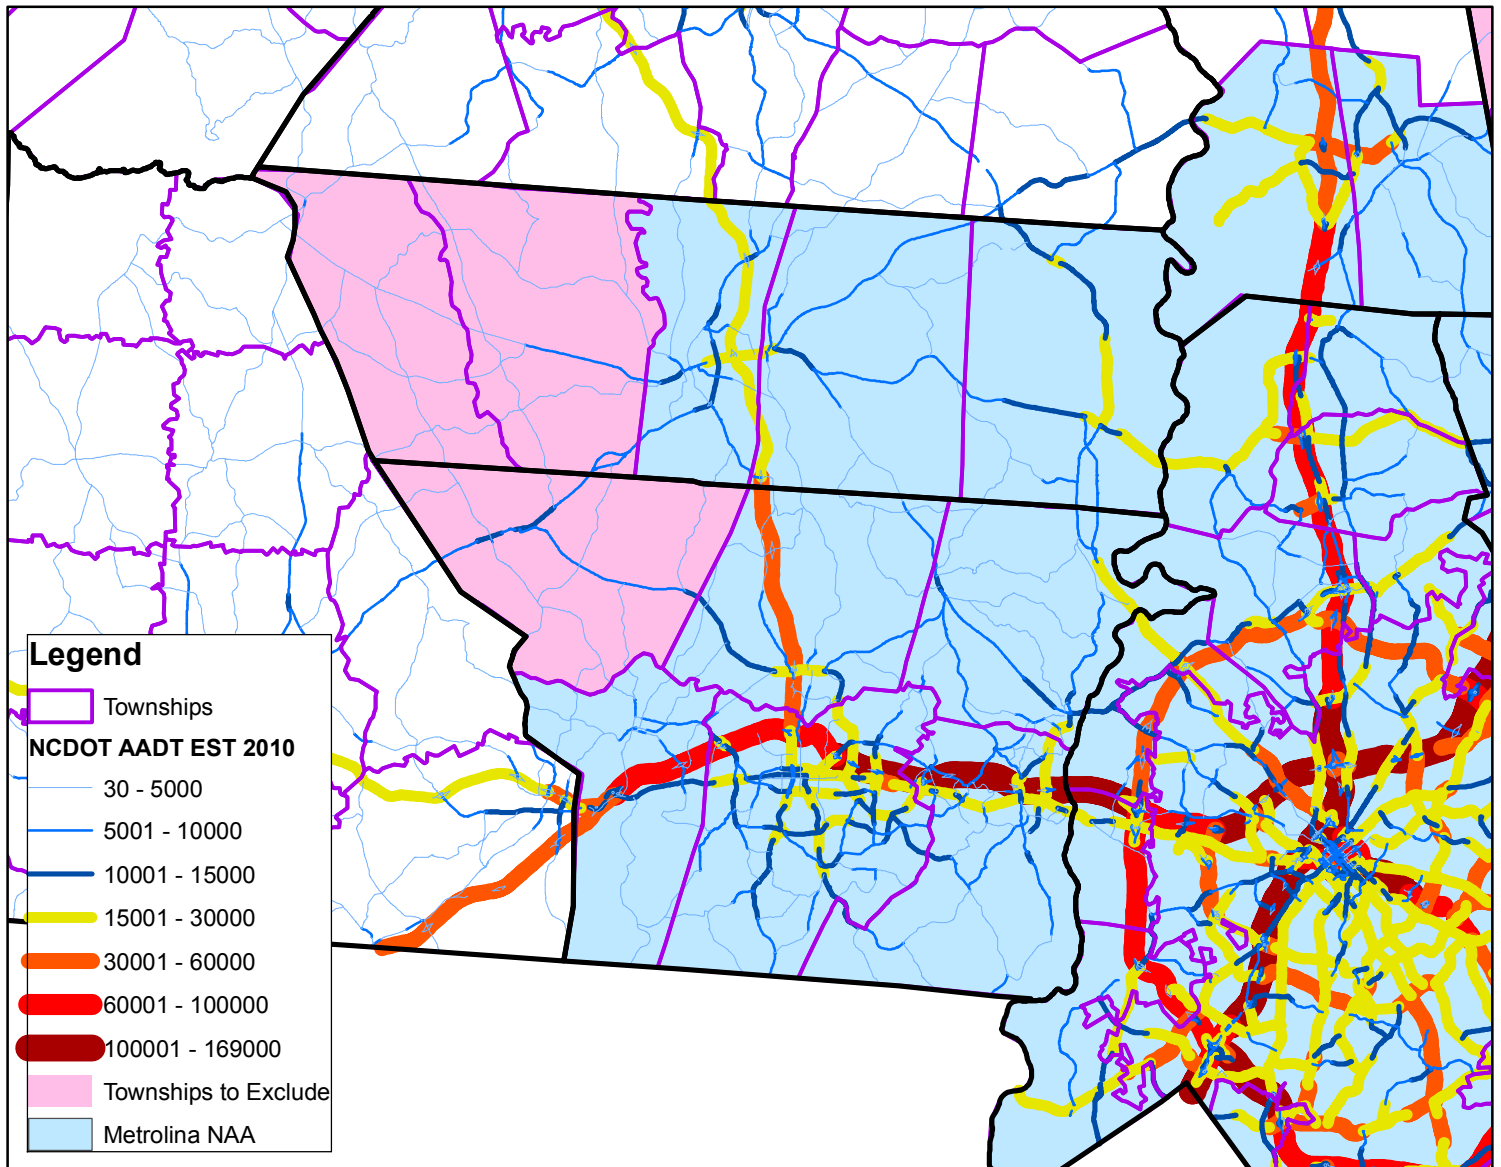 Legend
Townships
NCDOT AADT EST 2010
30 - 5000
5001 - 10000
10001 - 15000
15001 - 30000
30001 - 60000
60001 - 100000
100001 - 169000
Townships to Exclude
Metrolina NAA